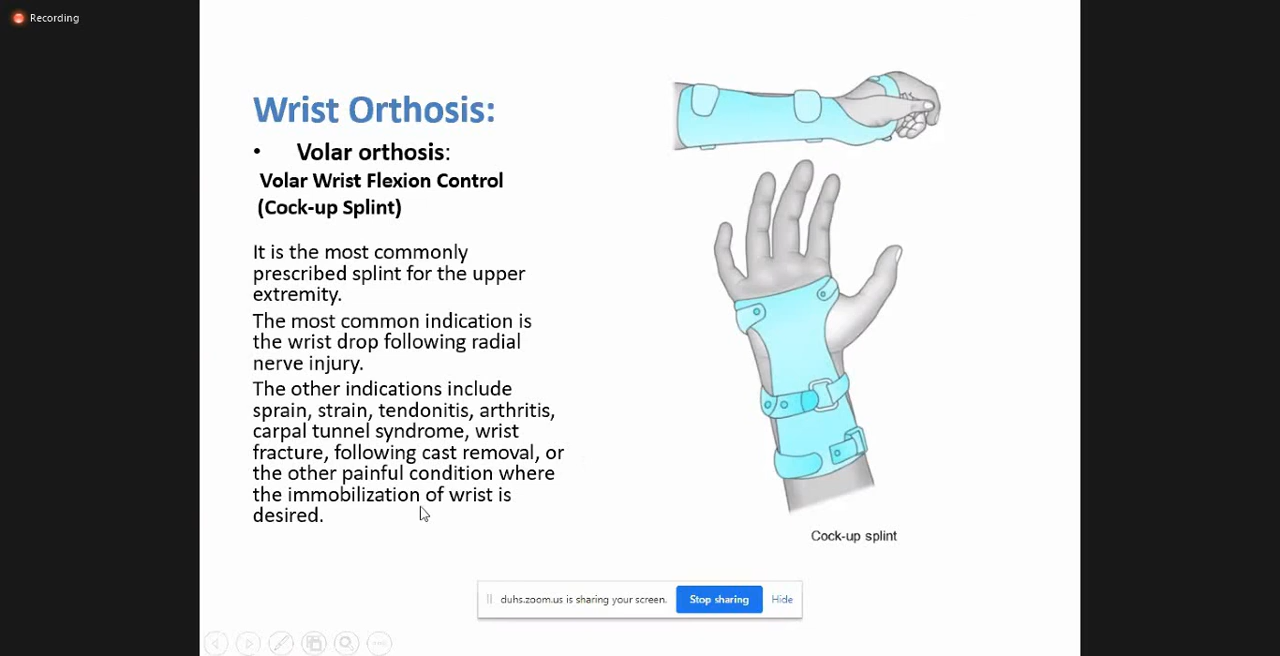 Recording
Wrist Orthosis:
• Volar orthosis:
Volar Wrist Flexion Control
(Cock-up Splint)
It is the most commonly
prescribed splint for the upper
extremity.
The most common indication is
the wrist drop following radial
nerve injury.
The other indications include
sprain, strain, tendonitis, arthritis,
carpal tunnel syndrome, wrist
fracture, following cast removal, or
the other painful condition where
the immobilization of wrist is
desired.
Cock-up splint
duhs.zoom.us is sharing your screen. Stop sharing Hide